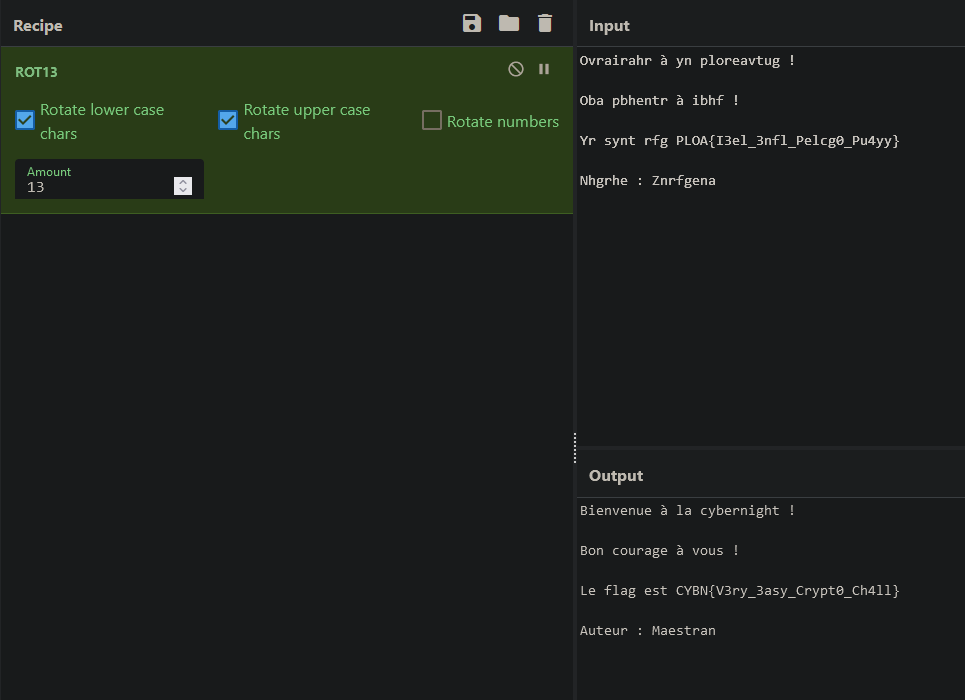 Recipe
ROT13
Rotate lower case chars
Rotate upper case chars
Rotate numbers
Amount
13
Input
Ovrairahr à yn ploreavtug !
Oba pbhentr à ibhf !
Yr synt rfg PLOA{I3el_3nfl_Pelcg0_Pu4yy}
Nhgrhe : Znrfgena
Output
Bienvenue à la cybernight !
Bon courage à vous !
Le flag est CYBN{V3ry_3asy_Crypt0_Ch4ll}
Auteur : Maestran